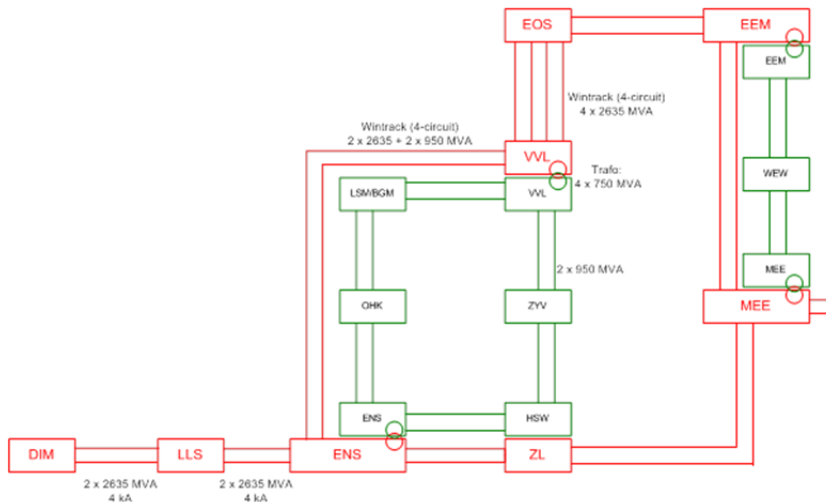 EOS
EEM
EEM
Wintrack (4-circuit)
4 x 2635 MVA
Wintrack (4-circuit)
2 x 2635 + 2 x 950 MVA
VVL
Trafo:
4 x 750 MVA
WEW
LSM/BGM
VVL
2 x 950 MVA
MEE
OHK
ZYV
MEE
ENS
HSW
DIM
LLS
ENS
ZL
2 x 2635 MVA
4 kA
2 x 2635 MVA
4 kA